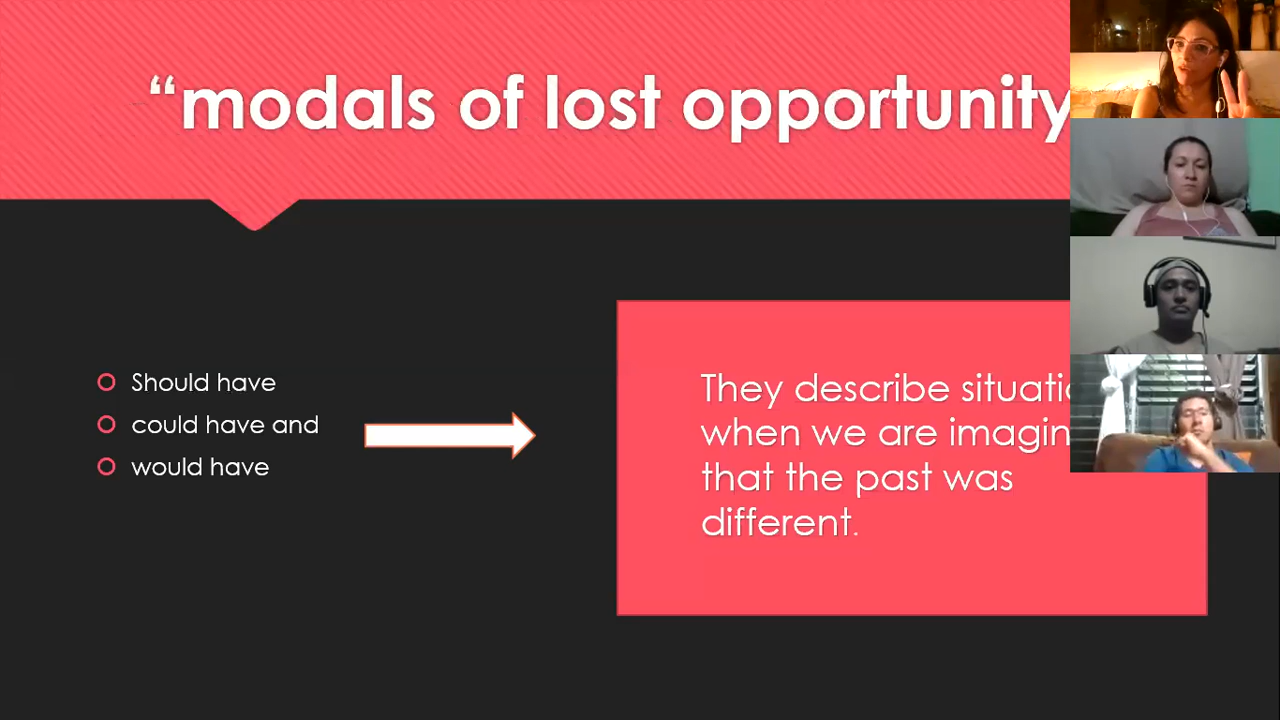 “modals of lost opportunity
Should have
could have and
would have
They describe
when we are
that the past was
different.